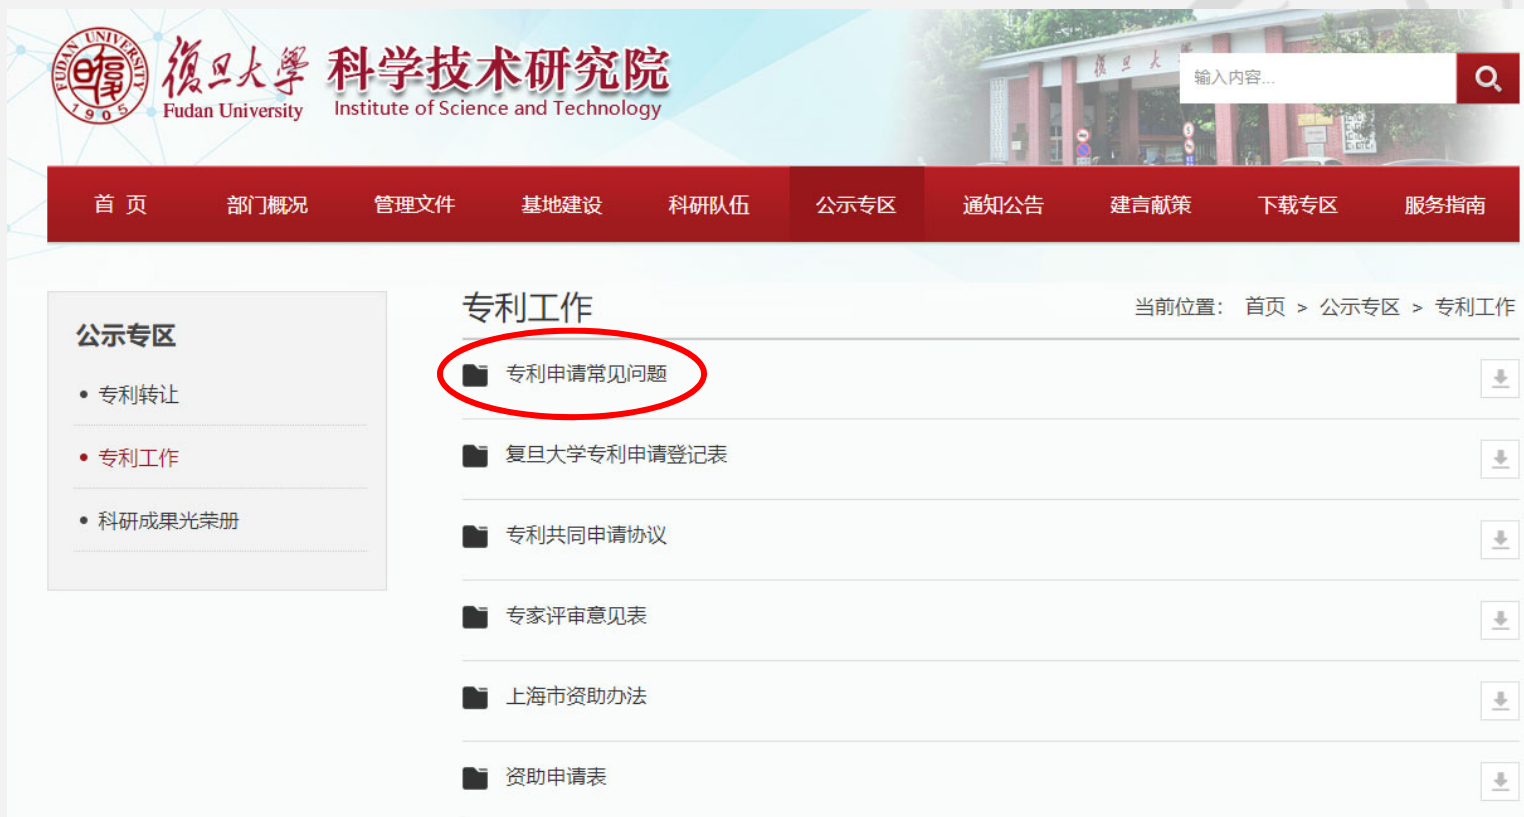 FUDAN UNIVERSITY
1905
復旦大學
Fudan University
科学技术研究院
Institute of Science and Technology
復旦大
输入内容...
首 页 部门概况 管理文件 基地建设 科研队伍 公示专区 通知公告 建言献策 下载专区 服务指南
公示专区
• 专利转让
• 专利工作
• 科研成果光荣册
专利工作
当前位置： 首页 > 公示专区 > 专利工作
专利申请常见问题
复旦大学专利申请登记表
专利共同申请协议
专家评审意见表
上海市资助办法
资助申请表